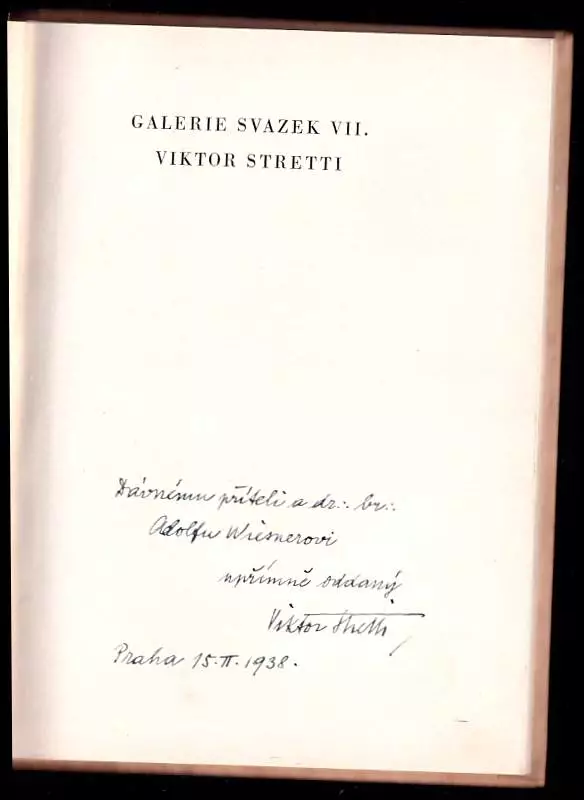 GALERIE SVAZEK VII.
VIKTOR STRETTI
Dávnému příteli a dr∴ br∴
Adolfu Wiesnerovi
upřímně oddaný
Viktor Stretti
Praha 15.II.1938.